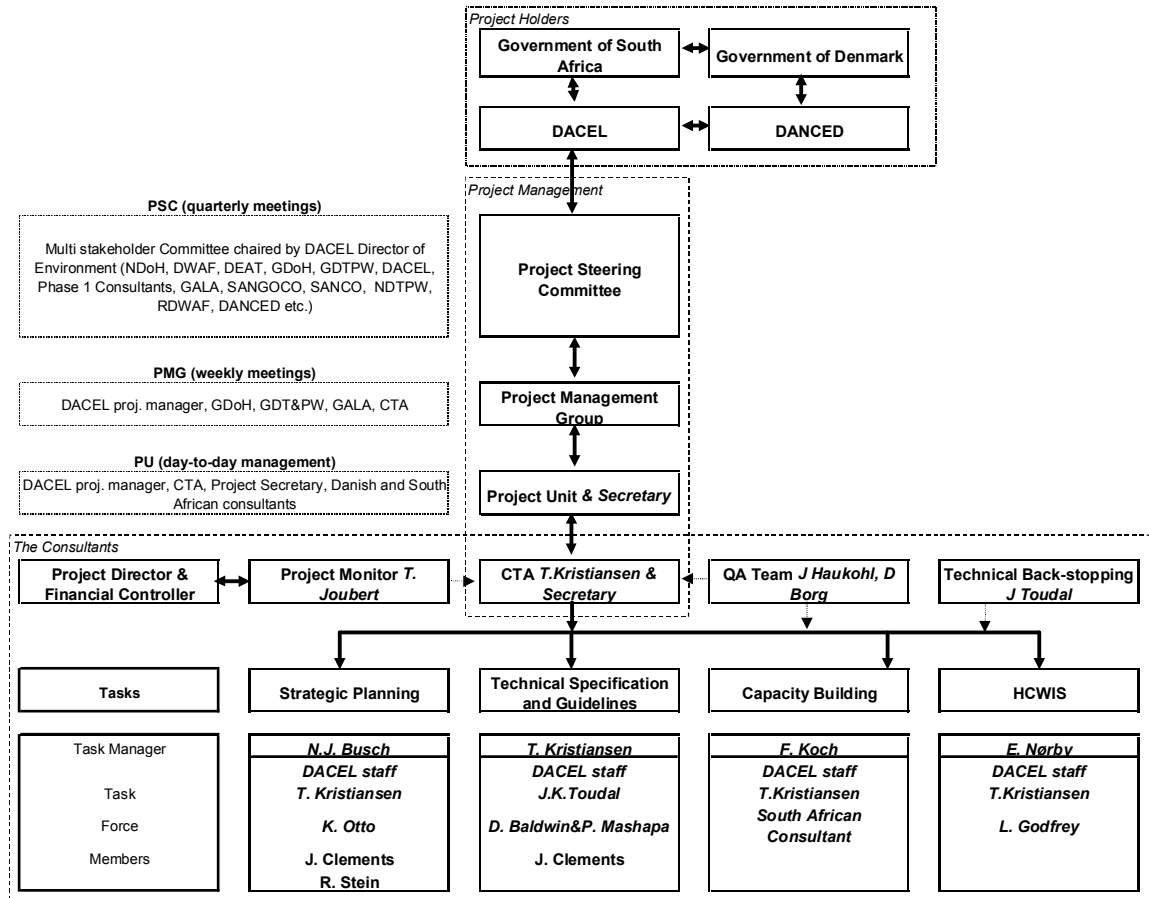 Project Holders
Government of South
Africa
Government of Denmark
DACEL
DANCED
Project Management
PSC (quarterly meetings)
Multi stakeholder Committee chaired by DACEL Director of
Environment (NDoH, DWAF, DEAT, GDoH, GDTPW, DACEL,
Phase 1 Consultants, GALA, SANGOCO, SANCO, NDTPW,
RDWAF, DANCED etc.)
Project Steering
Committee
PMG (weekly meetings)
DACEL proj. manager, GDoH, GDT&PW, GALA, CTA
Project Management
Group
PU (day-to-day management)
DACEL proj. manager, CTA, Project Secretary, Danish and South
African consultants
Project Unit & Secretary
The Consultants
Project Director &
Financial Controller
Project Monitor T.
Joubert
CTA T.Kristiansen &
Secretary
QA Team J Haukohl, D
Borg
Technical Back-stopping
J Toudal
Tasks
Strategic Planning
Technical Specification
and Guidelines
Capacity Building
HCWIS
Task Manager
N.J. Busch
T. Kristiansen
F. Koch
E. Nørby
Task
Force
Members
DACEL staff
T. Kristiansen
K. Otto
J. Clements
R. Stein
DACEL staff
J.K.Toudal
D. Baldwin&P. Mashapa
J. Clements
DACEL staff
T.Kristiansen
South African
Consultant
DACEL staff
T.Kristiansen
L. Godfrey